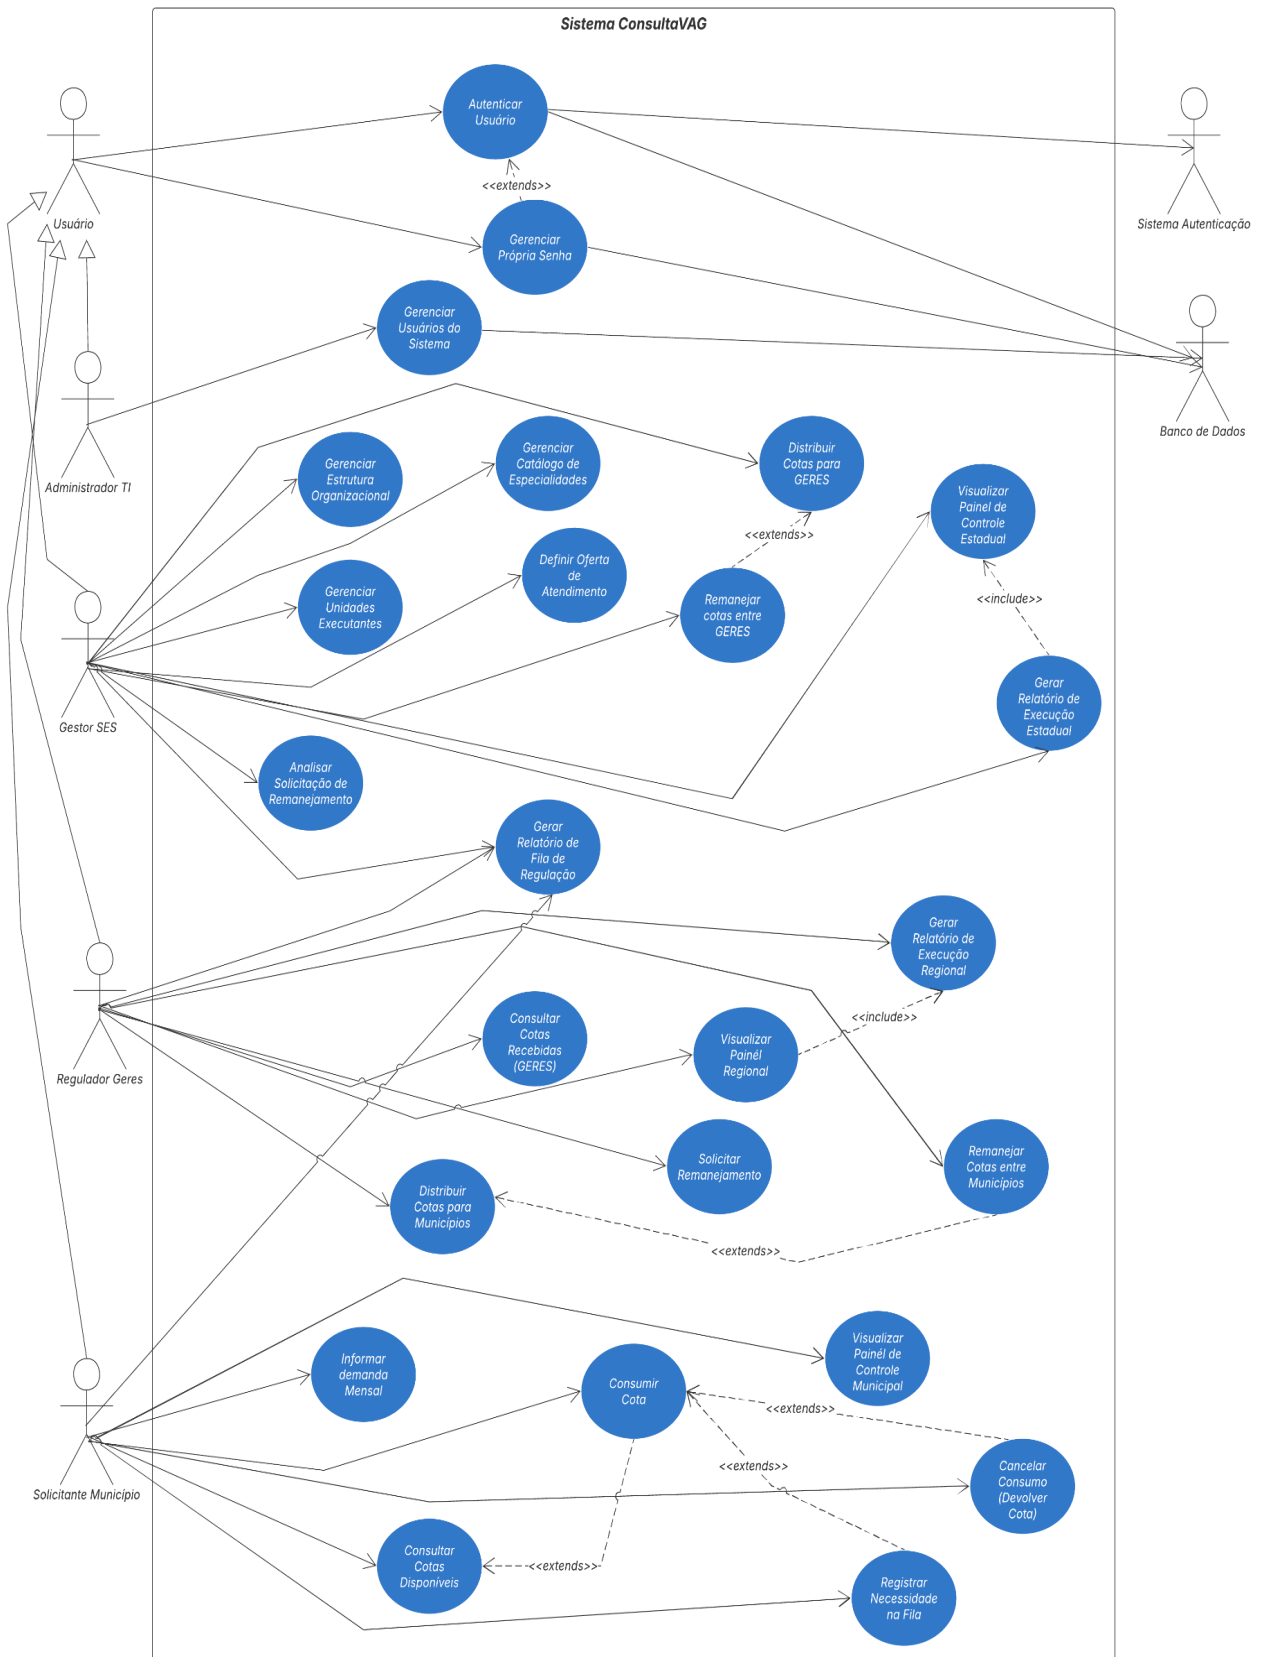 Sistema ConsultaVAG
Autenticar
Usuário
<<extends>>
Usuário
Sistema Autenticação
Gerenciar
Própria Senha
Gerenciar
Usuários do
Sistema
Banco de Dados
Administrador TI
Gerenciar
Estrutura
Organizacional
Gerenciar
Catálogo de
Especialidades
Distribuir
Cotas para
GERES
Visualizar
Painel de
Controle
Estadual
<<extends>>
Definir Oferta
de
Atendimento
Gerenciar
Unidades
Executantes
Remanejar
cotas entre
GERES
<<include>>
Gerar
Relatório de
Execução
Estadual
Gestor SES
Analisar
Solicitação de
Remanejamento
Gerar
Relatório de
Fila de
Regulação
Gerar
Relatório de
Execução
Regional
<<include>>
Consultar
Cotas
Recebidas
(GERES)
Visualizar
Painél
Regional
Regulador Geres
Solicitar
Remanejamento
Remanejar
Cotas entre
Municípios
Distribuir
Cotas para
Municípios
<<extends>>
Visualizar
Painél de
Controle
Municipal
Informar
demanda
Mensal
Consumir
Cota
<<extends>>
<<extends>>
Cancelar
Consumo
(Devolver
Cota)
Solicitante Município
Consultar
Cotas
Disponíveis
<<extends>>
Registrar
Necessidade
na Fila